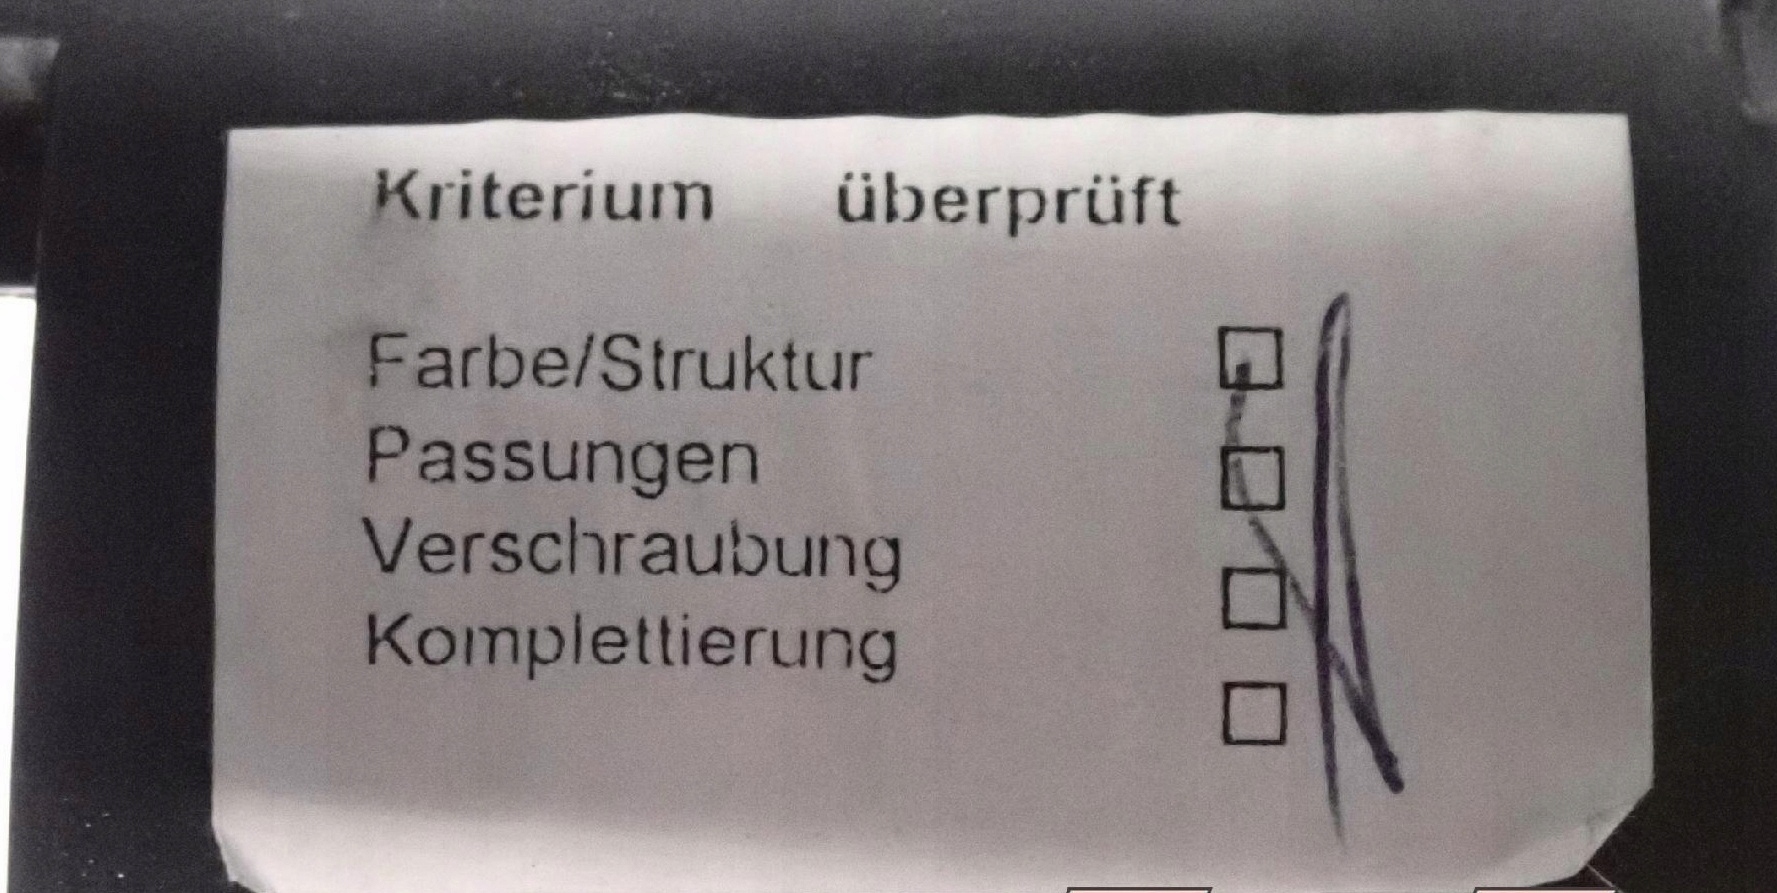 Kriterium überprüft
Farbe/Struktur
Passungen
Verschraubung
Komplettierung